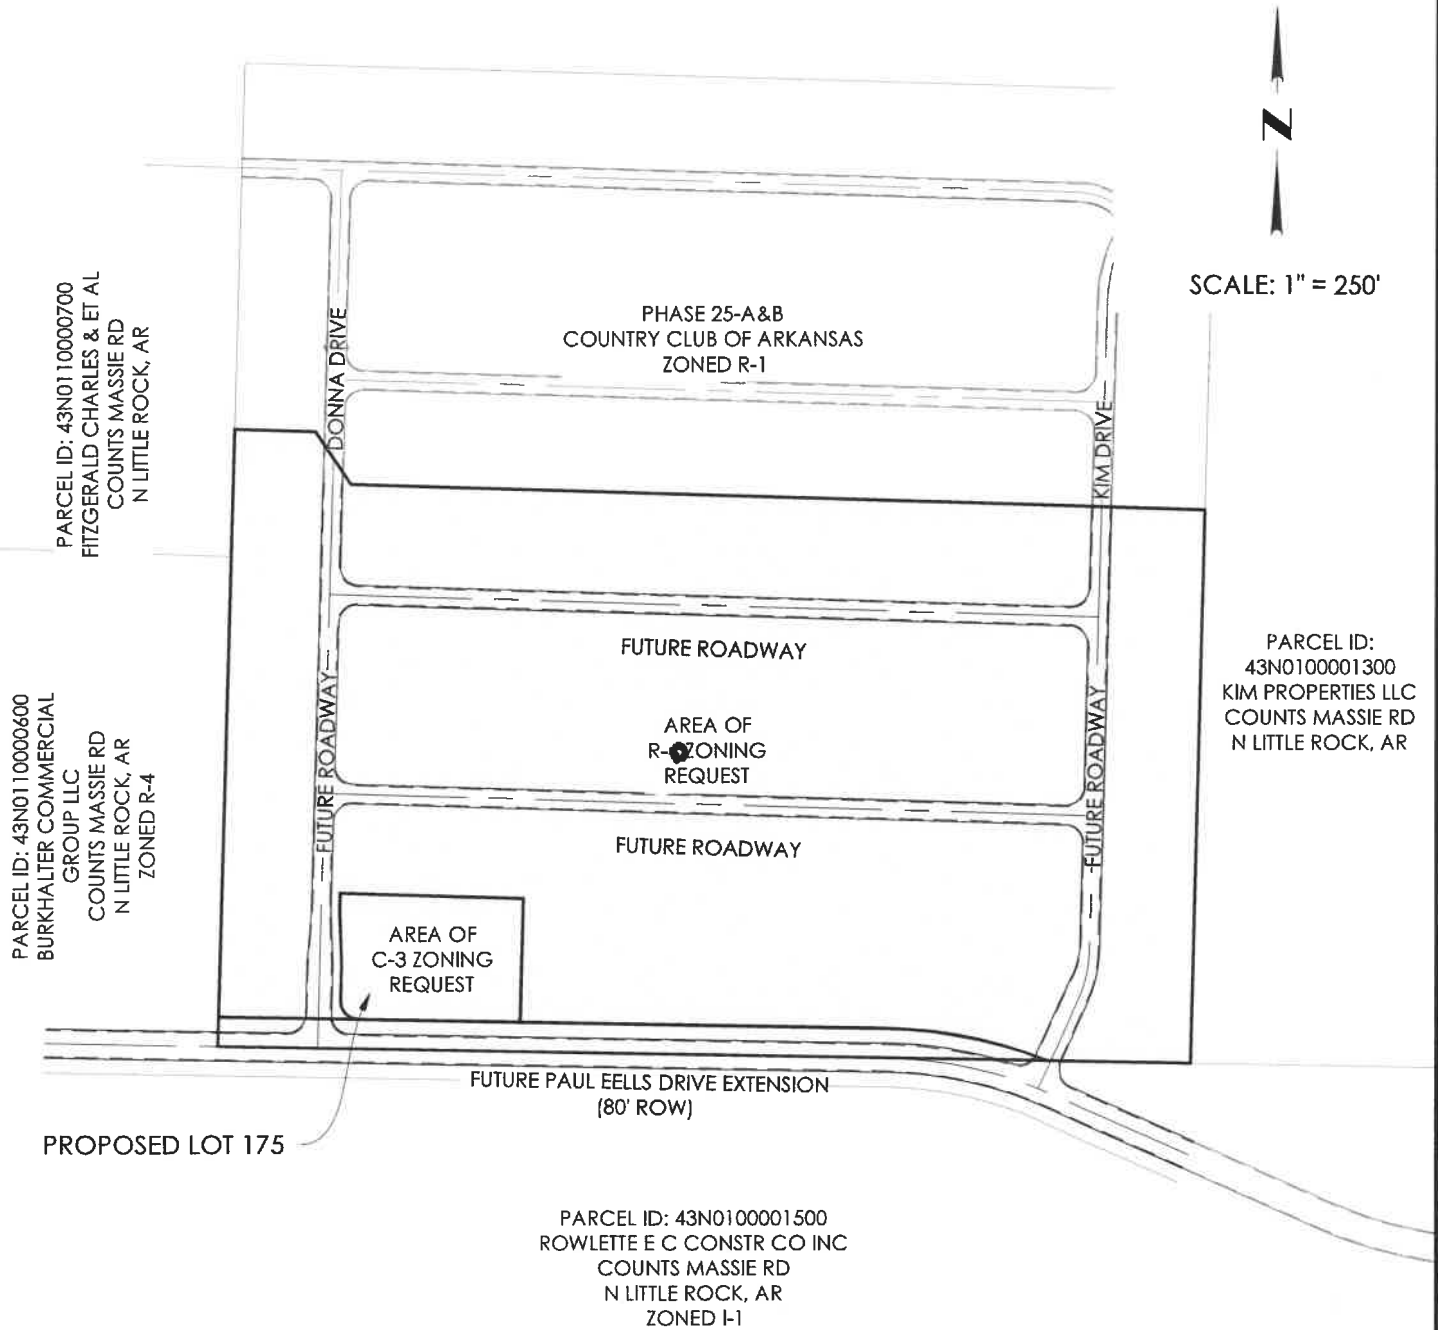 N
SCALE: 1" = 250'
PHASE 25-A&B
COUNTRY CLUB OF ARKANSAS
ZONED R-1
DONNA DRIVE
KIM DRIVE
PARCEL ID: 43N0110000700
FITZGERALD CHARLES & ET AL
COUNTS MASSIE RD
N LITTLE ROCK, AR
FUTURE ROADWAY
PARCEL ID:
43N0100001300
KIM PROPERTIES LLC
COUNTS MASSIE RD
N LITTLE ROCK, AR
PARCEL ID: 43N0110000600
BURKHALTER COMMERCIAL
GROUP LLC
COUNTS MASSIE RD
N LITTLE ROCK, AR
ZONED R-4
FUTURE ROADWAY
AREA OF
R- ZONING
REQUEST
FUTURE ROADWAY
FUTURE ROADWAY
AREA OF
C-3 ZONING
REQUEST
FUTURE PAUL EELLS DRIVE EXTENSION
(80' ROW)
PROPOSED LOT 175
PARCEL ID: 43N0100001500
ROWLETTE E C CONSTR CO INC
COUNTS MASSIE RD
N LITTLE ROCK, AR
ZONED I-1